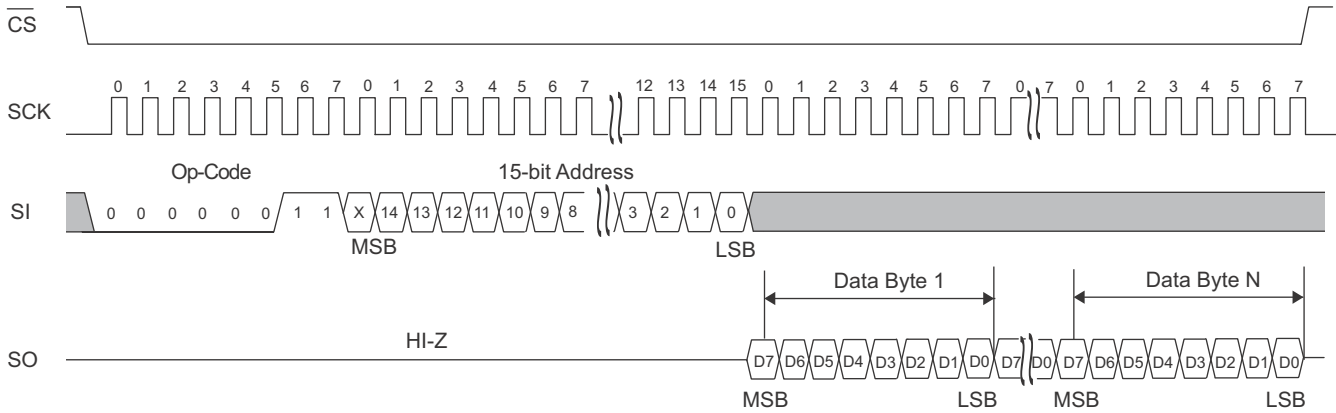 CS
0 1 2 3 4 5 6 7 0 1 2 3 4 5 6 7 12 13 14 15 0 1 2 3 4 5 6 7 0 7 0 1 2 3 4 5 6 7
SCK
Op-Code 15-bit Address
SI 0 0 0 0 0 0 1 1 X 14 13 12 11 10 9 8 3 2 1 0
MSB LSB
Data Byte 1 Data Byte N
HI-Z
SO D7 D6 D5 D4 D3 D2 D1 D0 D7 D0 D7 D6 D5 D4 D3 D2 D1 D0
MSB LSB MSB LSB